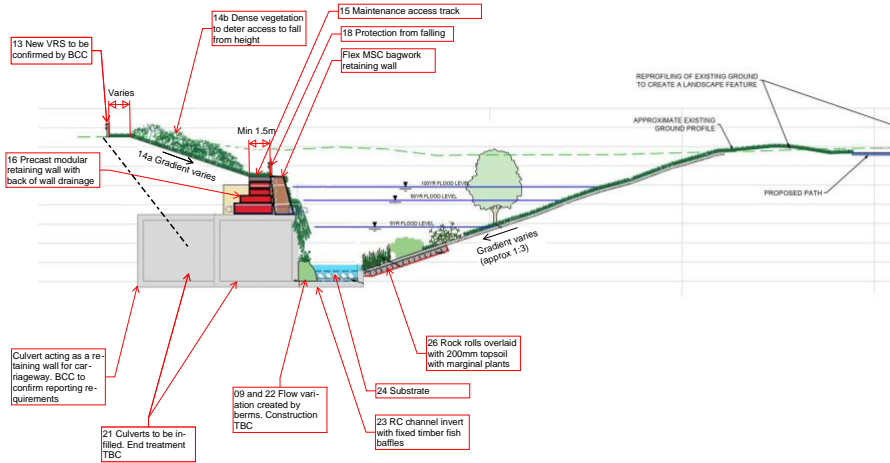 15 Maintenance access track
14b Dense vegetation
to deter access to fall
from height
18 Protection from falling
13 New VRS to be
confirmed by BCC
Flex MSC bagwork
retaining wall
REPROFILING OF EXISTING GROUND
TO CREATE A LANDSCAPE FEATURE
Varies
APPROXIMATE EXISTING
GROUND PROFILE
Min 1.5m
14a Gradient varies
16 Precast modular
retaining wall with
back of wall drainage
100YR FLOOD LEVEL
50YR FLOOD LEVEL
5YR FLOOD LEVEL
PROPOSED PATH
Gradient varies
(approx 1:3)
26 Rock rolls overlaid
with 200mm topsoil
with marginal plants
Culvert acting as a re-
taining wall for car-
riageway. BCC to
confirm reporting re-
quirements
24 Substrate
09 and 22 Flow vari-
ation created by
berms. Construction
TBC
23 RC channel invert
with fixed timber fish
baffles
21 Culverts to be in-
filled. End treatment
TBC